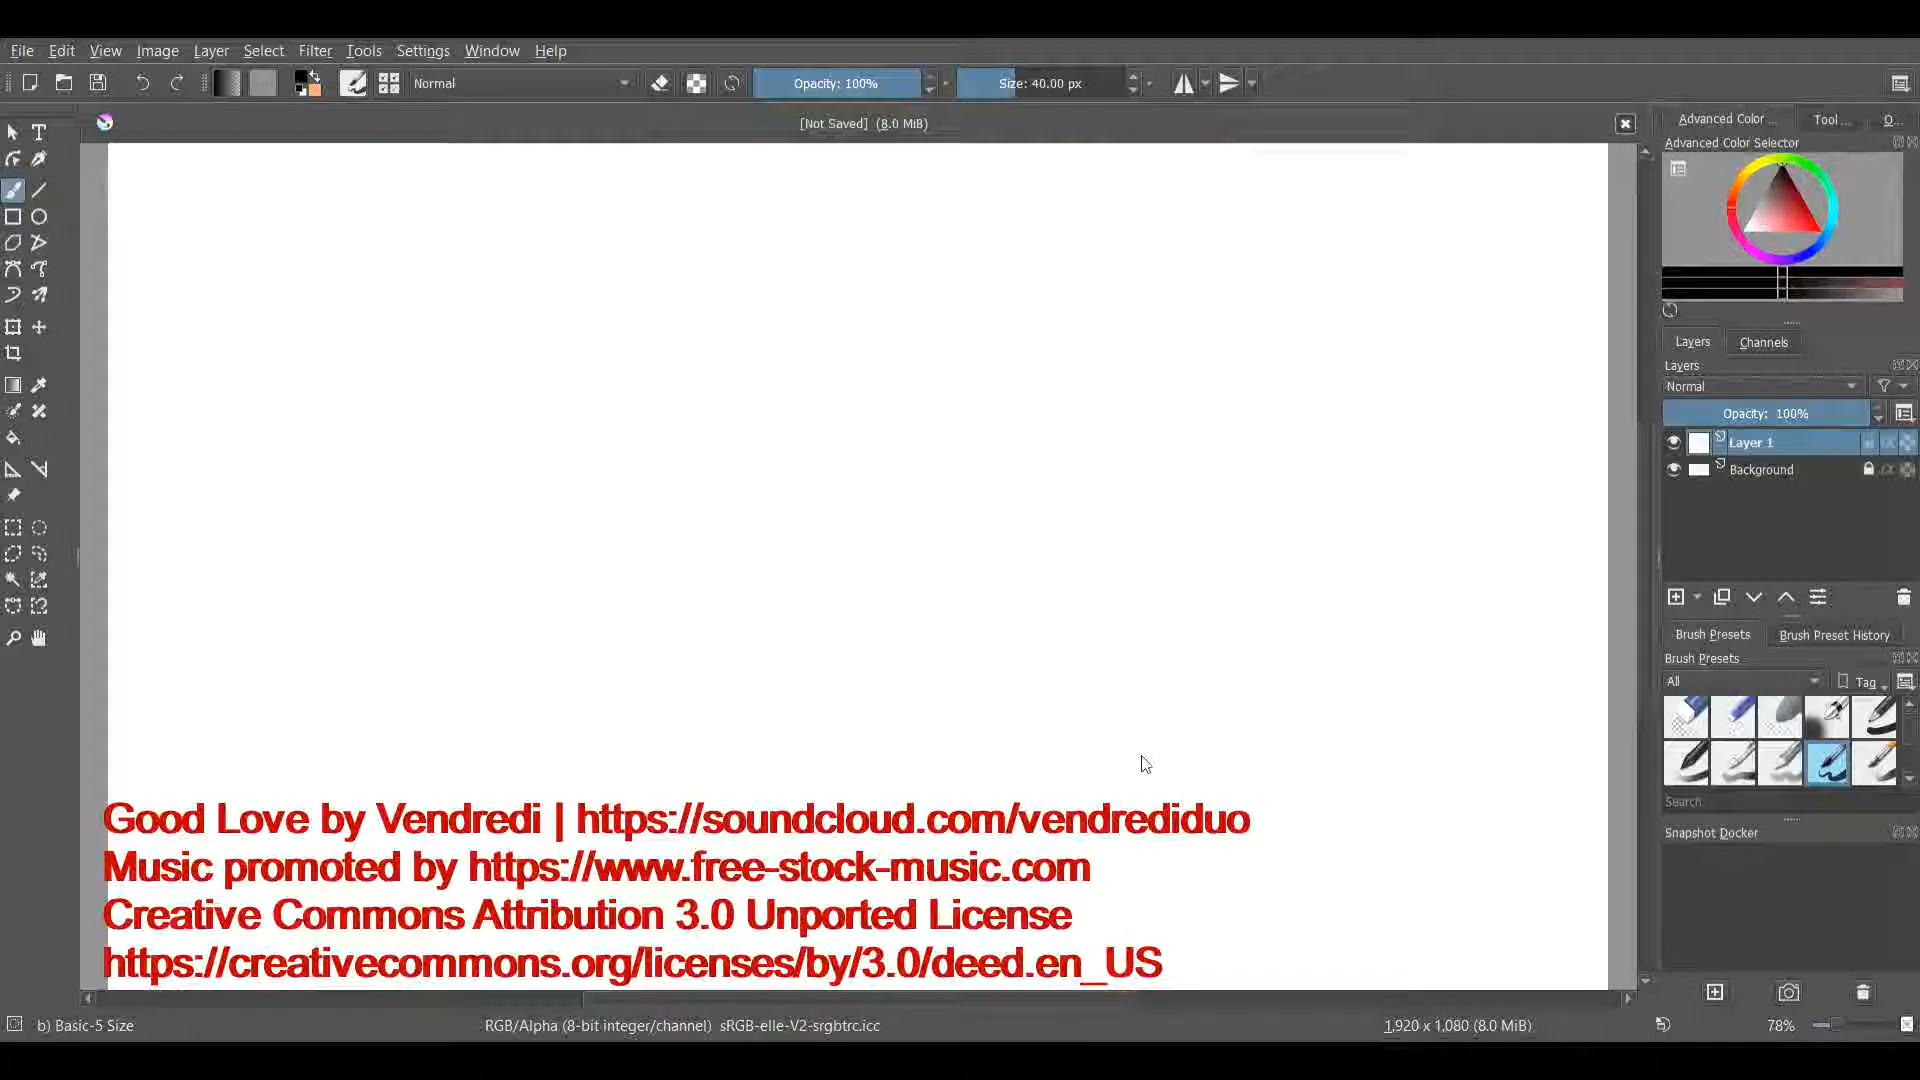 File Edit View Image Layer Select Filter Tools Settings Window Help
Normal Opacity: 100% Size: 40.00 px
[Not Saved] (8.0 MiB)
Advanced Color ... Tool ... O...
Advanced Color Selector
Layers Channels
Layers
Normal
Opacity: 100%
Layer 1
Background
Brush Presets Brush Preset History
Brush Presets
All Tag
Search
Snapshot Docker
Good Love by Vendredi | https://soundcloud.com/vendrediduo
Music promoted by https://www.free-stock-music.com
Creative Commons Attribution 3.0 Unported License
https://creativecommons.org/licenses/by/3.0/deed.en_US
b) Basic-5 Size RGB/Alpha (8-bit integer/channel) sRGB-elle-V2-srgbtrc.icc 1,920 x 1,080 (8.0 MiB) 78%